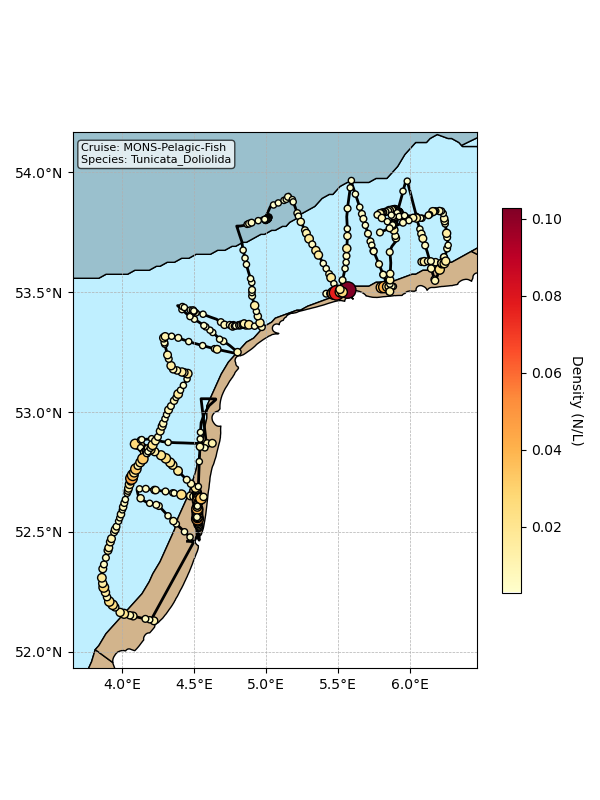 Cruise: MONS-Pelagic-Fish
Species: Tunicata_Doliolida
54.0°N
53.5°N
53.0°N
52.5°N
52.0°N
4.0°E 4.5°E 5.0°E 5.5°E 6.0°E
0.10
0.08
0.06
0.04
0.02
Density (N/L)